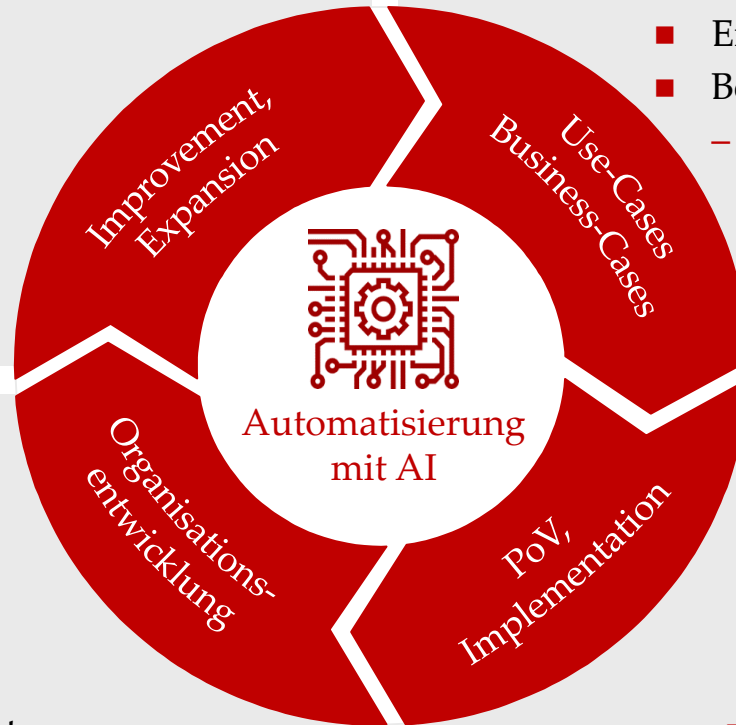 Improvement,
Expansion
Use-Cases
Business-Cases
Automatisierung
mit AI
Organisations-
entwicklung
PoV,
Implementation